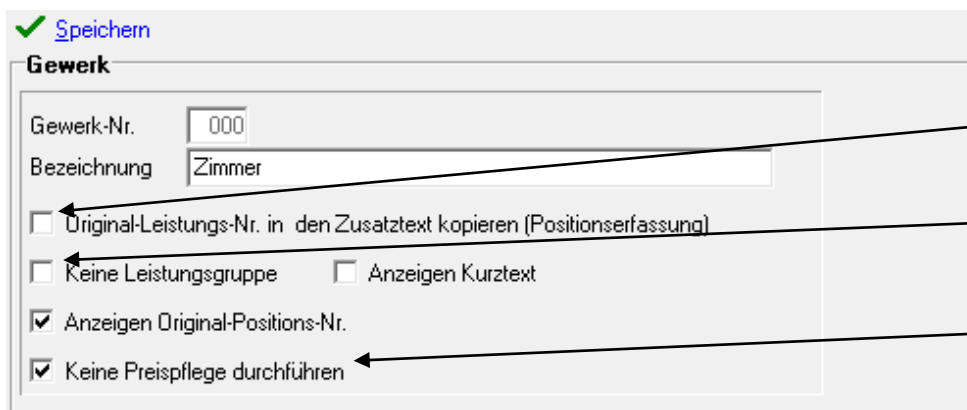 Speichern
Gewerk
Gewerk-Nr. 000
Bezeichnung Zimmer
Original-Leistungs-Nr. in den Zusatztext kopieren (Positionserfassung)
Keine Leistungsgruppe Anzeigen Kurztext
Anzeigen Original-Positions-Nr.
Keine Preispflege durchführen